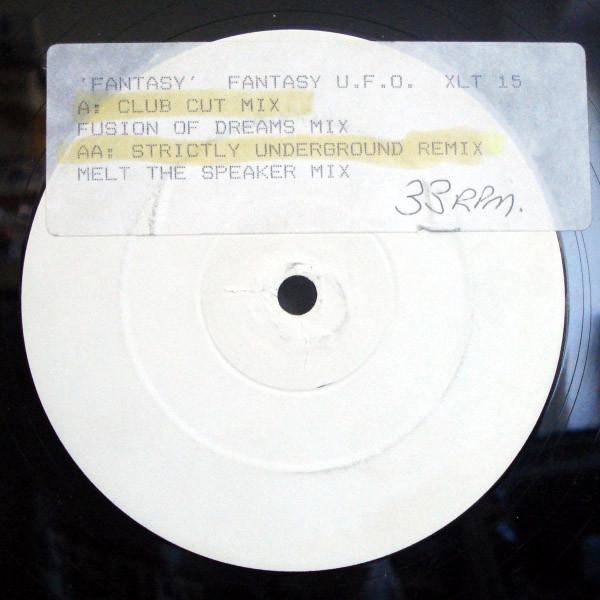 'FANTASY' FANTASY U.F.O. XLT 15
A: CLUB CUT MIX
FUSION OF DREAMS MIX
AA: STRICTLY UNDERGROUND REMIX
MELT THE SPEAKER MIX
33 RPM.